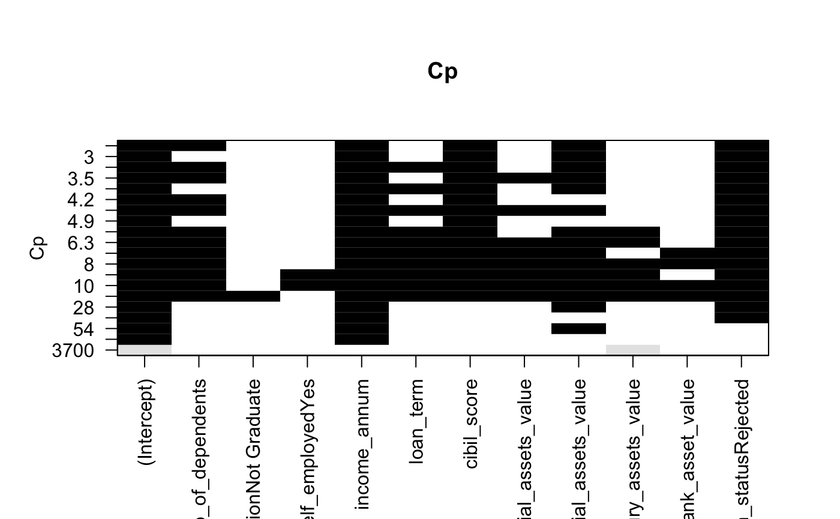 Cp
Cp
3
3.5
4.2
4.9
6.3
8
10
28
54
3700
(Intercept)
o_of_dependents
ionNot Graduate
elf_employedYes
income_annum
loan_term
cibil_score
ial_assets_value
ial_assets_value
ry_assets_value
ank_asset_value
_statusRejected